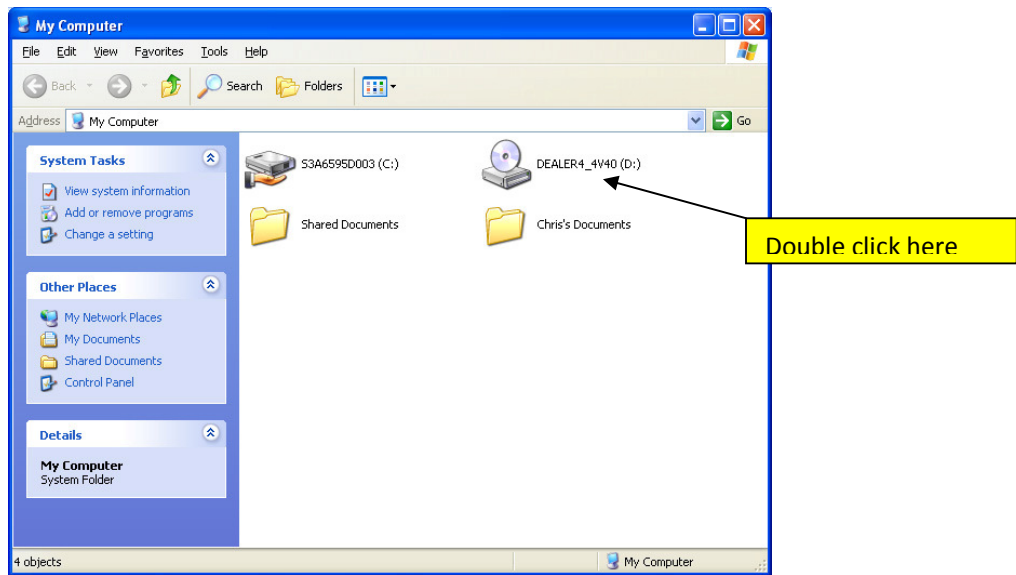 My Computer
File Edit View Favorites Tools Help
Back Search Folders
Address My Computer Go
System Tasks
View system information
Add or remove programs
Change a setting
Other Places
My Network Places
My Documents
Shared Documents
Control Panel
Details
My Computer
System Folder
S3A6595D003 (C:) DEALER4_4V40 (D:)
Shared Documents Chris's Documents
Double click here
4 objects My Computer